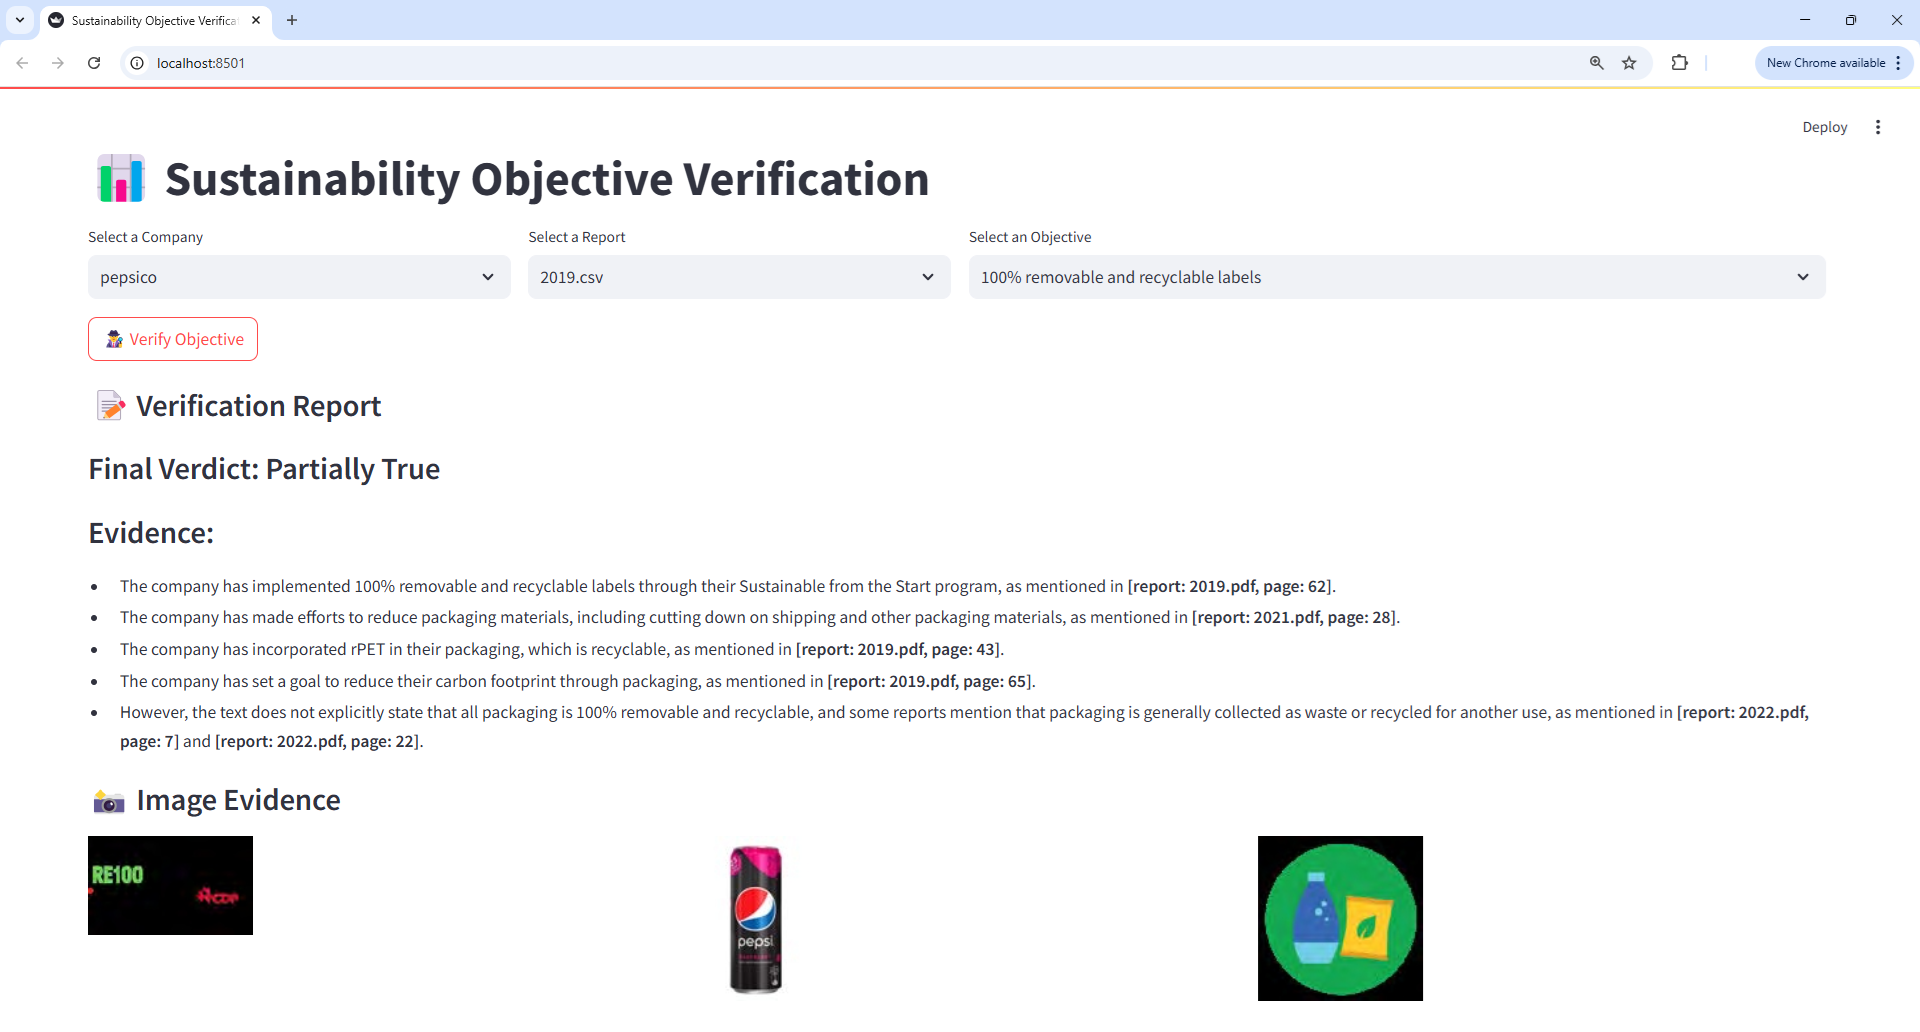 Sustainability Objective Verifica
localhost:8501
New Chrome available
Deploy
Sustainability Objective Verification
Select a Company
Select a Report
Select an Objective
pepsico
2019.csv
100% removable and recyclable labels
Verify Objective
Verification Report
Final Verdict: Partially True
Evidence:
The company has implemented 100% removable and recyclable labels through their Sustainable from the Start program, as mentioned in [report: 2019.pdf, page: 62].
The company has made efforts to reduce packaging materials, including cutting down on shipping and other packaging materials, as mentioned in [report: 2021.pdf, page: 28].
The company has incorporated rPET in their packaging, which is recyclable, as mentioned in [report: 2019.pdf, page: 43].
The company has set a goal to reduce their carbon footprint through packaging, as mentioned in [report: 2019.pdf, page: 65].
However, the text does not explicitly state that all packaging is 100% removable and recyclable, and some reports mention that packaging is generally collected as waste or recycled for another use, as mentioned in [report: 2022.pdf,
page: 7] and [report: 2022.pdf, page: 22].
Image Evidence
RE100
pepsi